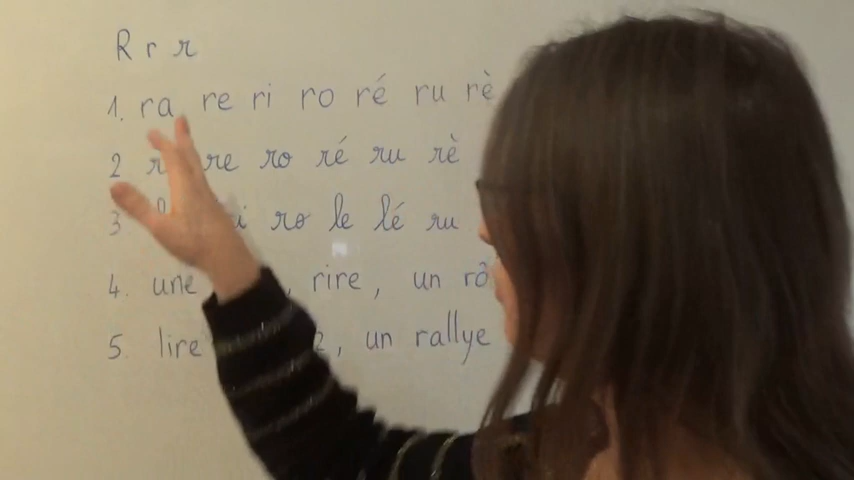 R r r
1. ra re ri ro ré ru rè
2 re ro ré ru rè
3 ro le lé ru
4. une , rire, un
5. lire , un rallye